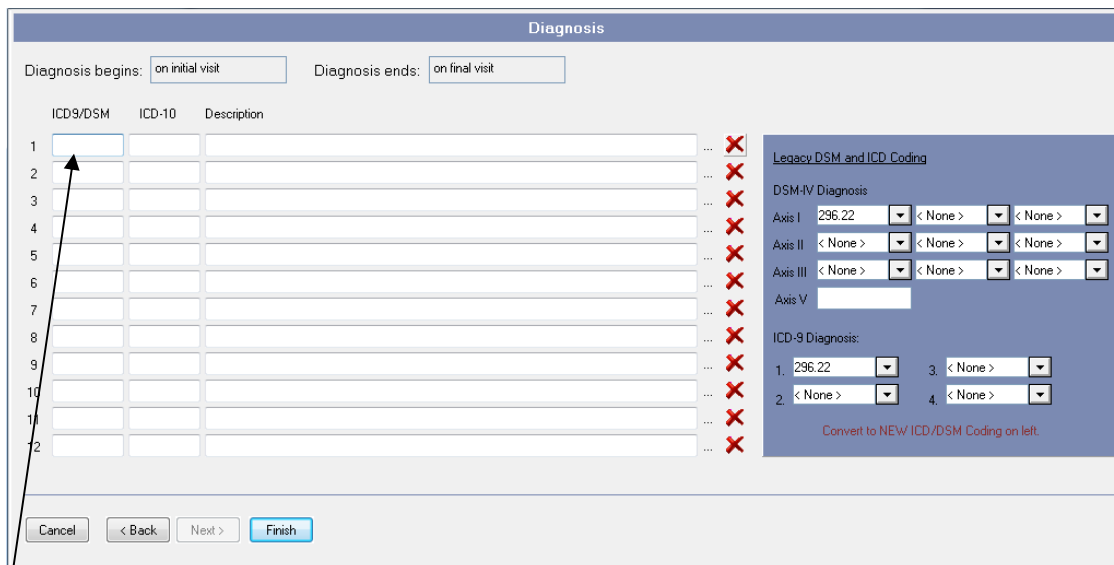 Diagnosis
Diagnosis begins: on initial visit Diagnosis ends: on final visit
ICD9/DSM ICD-10 Description
1 ...
2 ...
3 ...
4 ...
5 ...
6 ...
7 ...
8 ...
9 ...
10 ...
11 ...
12 ...
Legacy DSM and ICD Coding
DSM-IV Diagnosis
Axis I 296.22 < None > < None >
Axis II < None > < None > < None >
Axis III < None > < None > < None >
Axis V
ICD-9 Diagnosis:
1. 296.22 3. < None >
2. < None > 4. < None >
Convert to NEW ICD/DSM Coding on left.
Cancel < Back Next > Finish